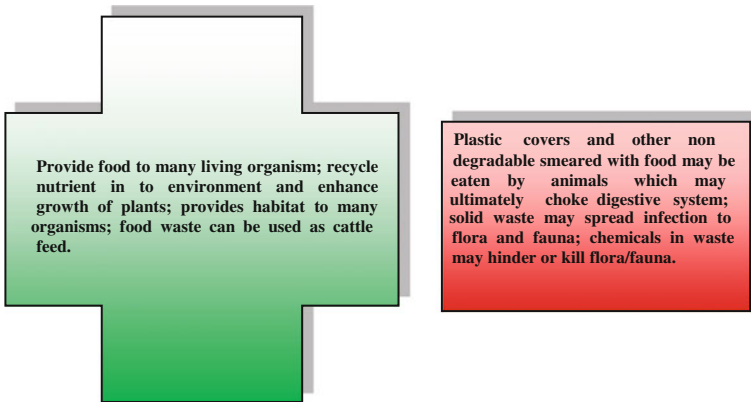 Provide food to many living organism; recycle
nutrient in to environment and enhance
growth of plants; provides habitat to many
organisms; food waste can be used as cattle
feed.
Plastic covers and other non
degradable smeared with food may be
eaten by animals which may
ultimately choke digestive system;
solid waste may spread infection to
flora and fauna; chemicals in waste
may hinder or kill flora/fauna.